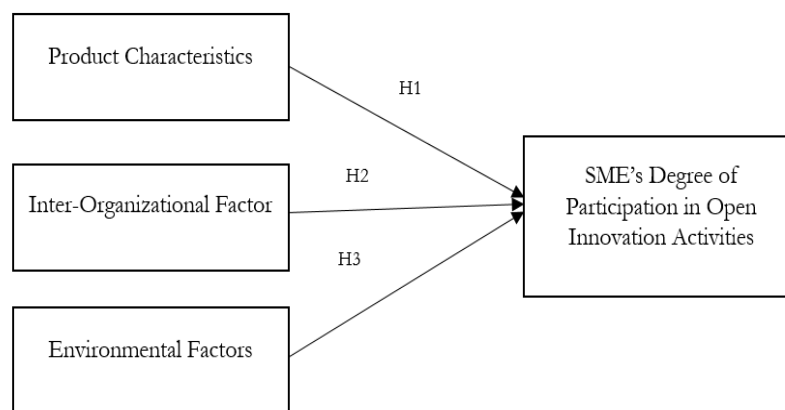 Product Characteristics
H1
Inter-Organizational Factor
H2
SME's Degree of
Participation in Open
Innovation Activities
H3
Environmental Factors